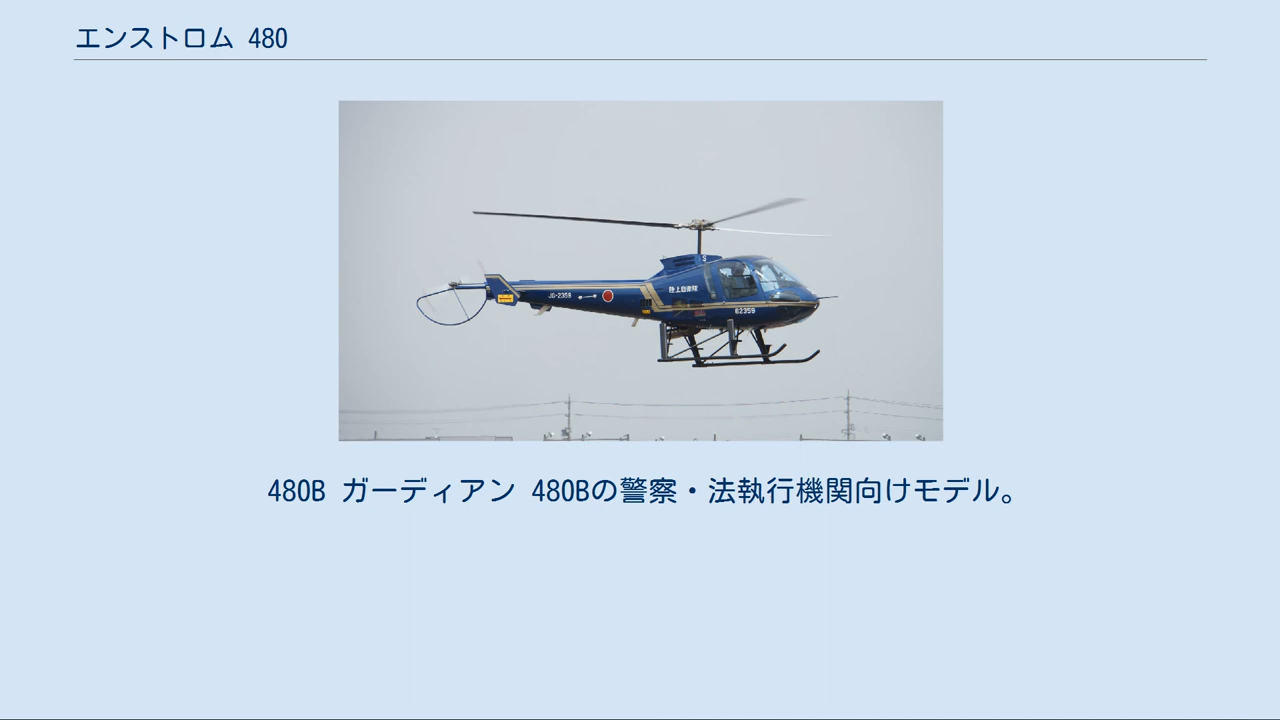 エンストロム 480
S
JG-2359
陸上自衛隊
62359
480B ガーディアン 480Bの警察・法執行機関向けモデル。